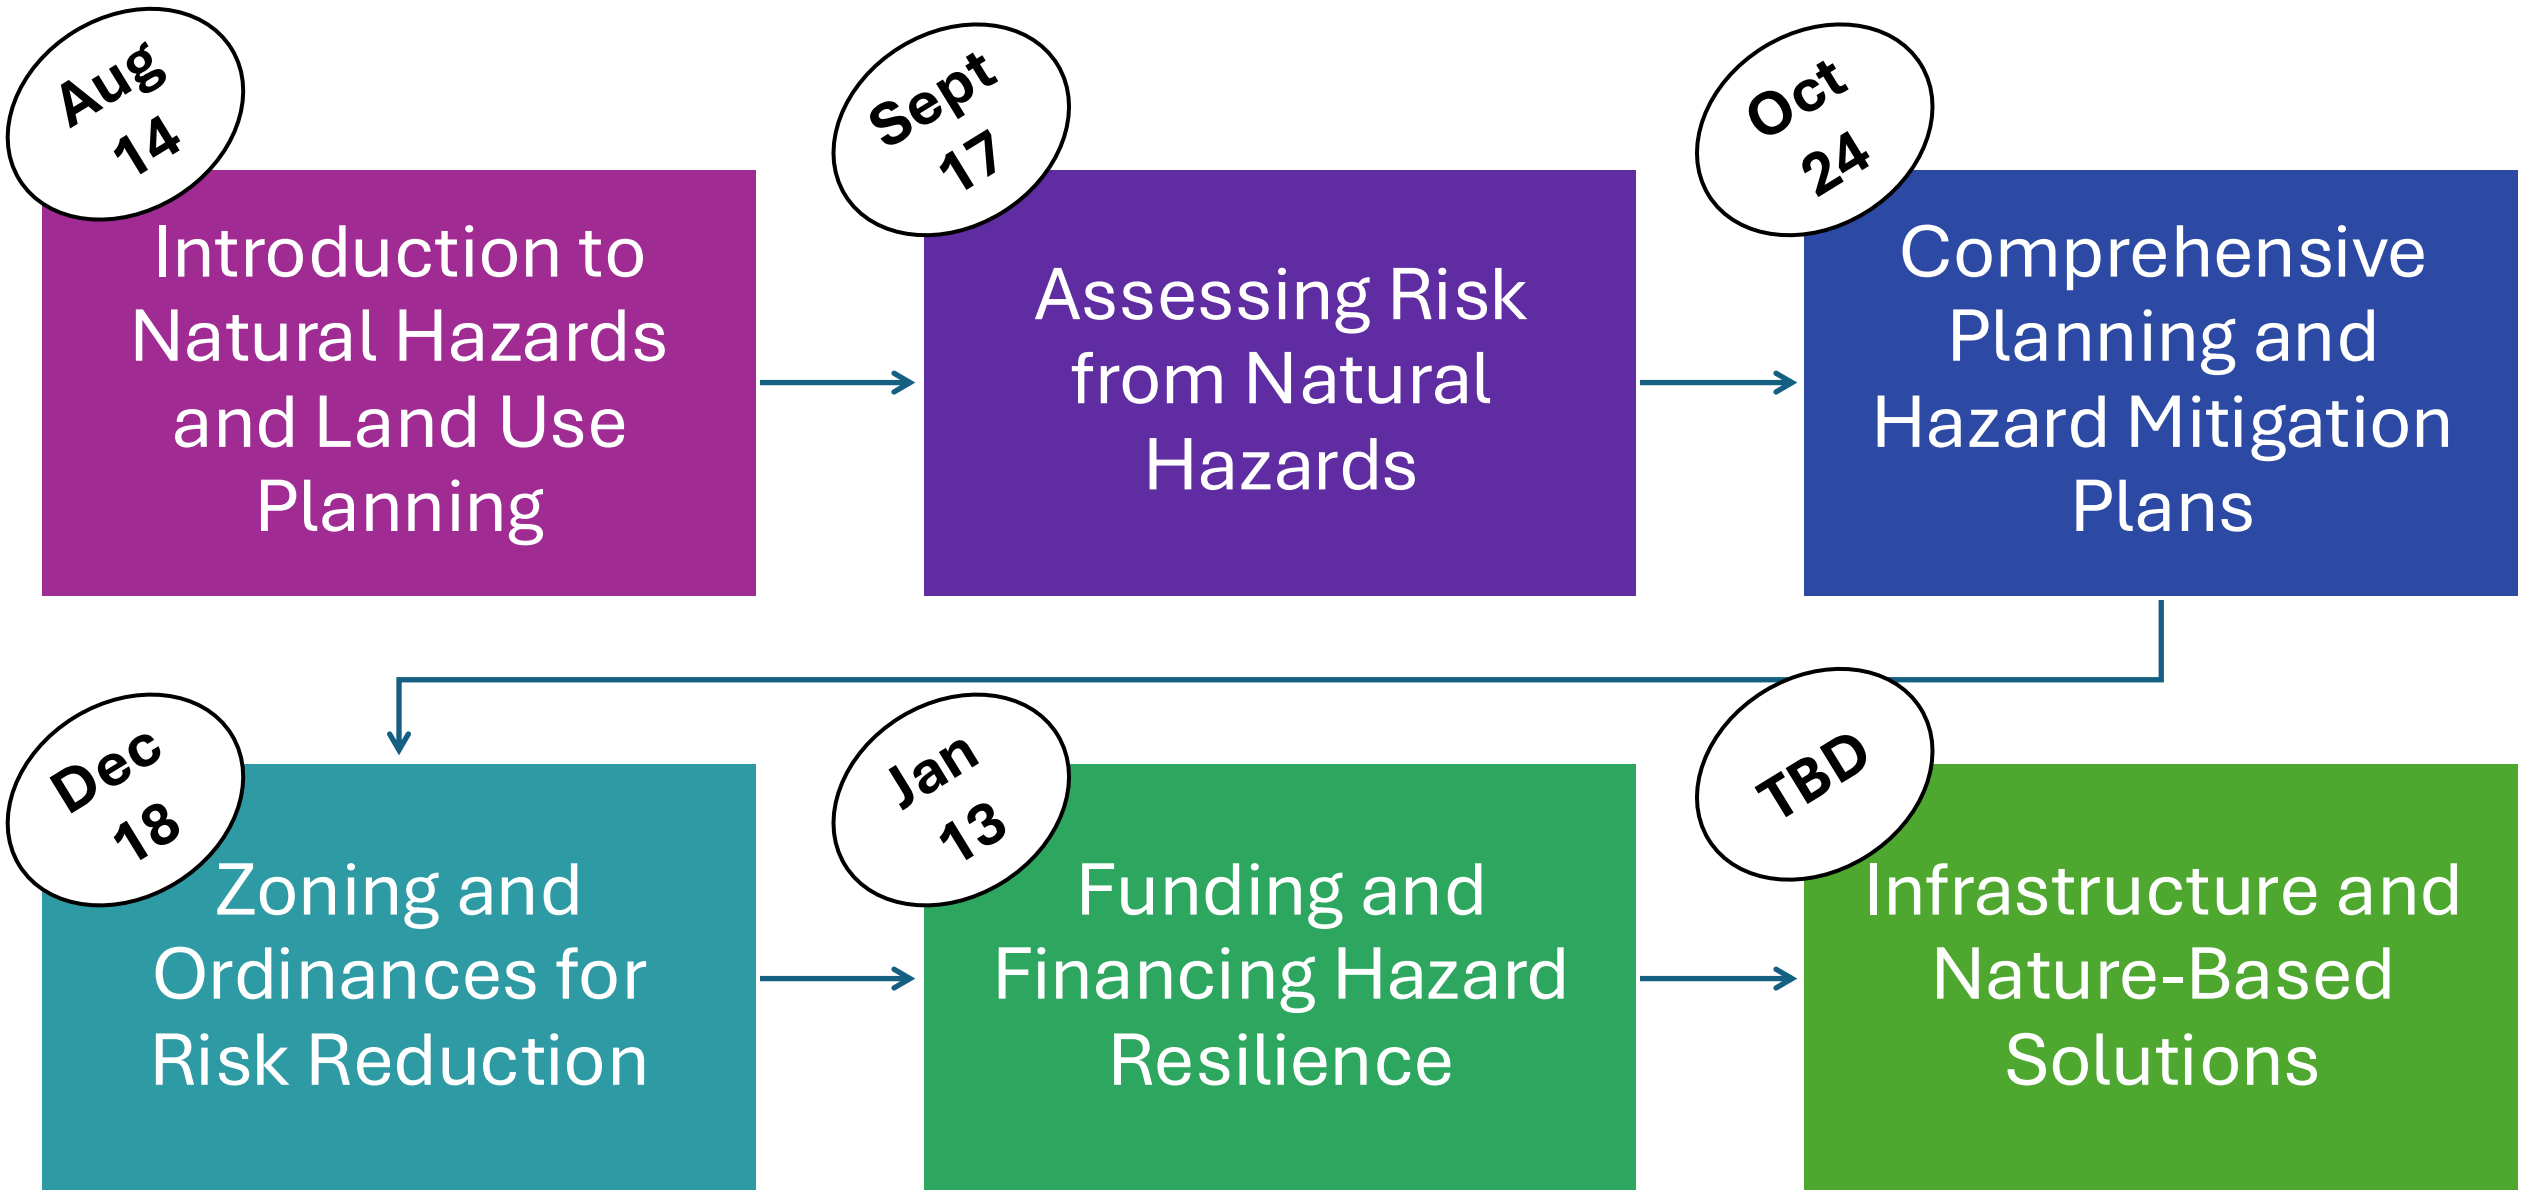 Aug
14
Introduction to
Natural Hazards
and Land Use
Planning
Sept
17
Assessing Risk
from Natural
Hazards
Oct
24
Comprehensive
Planning and
Hazard Mitigation
Plans
Dec
18
Zoning and
Ordinances for
Risk Reduction
Jan
13
Funding and
Financing Hazard
Resilience
TBD
Infrastructure and
Nature-Based
Solutions